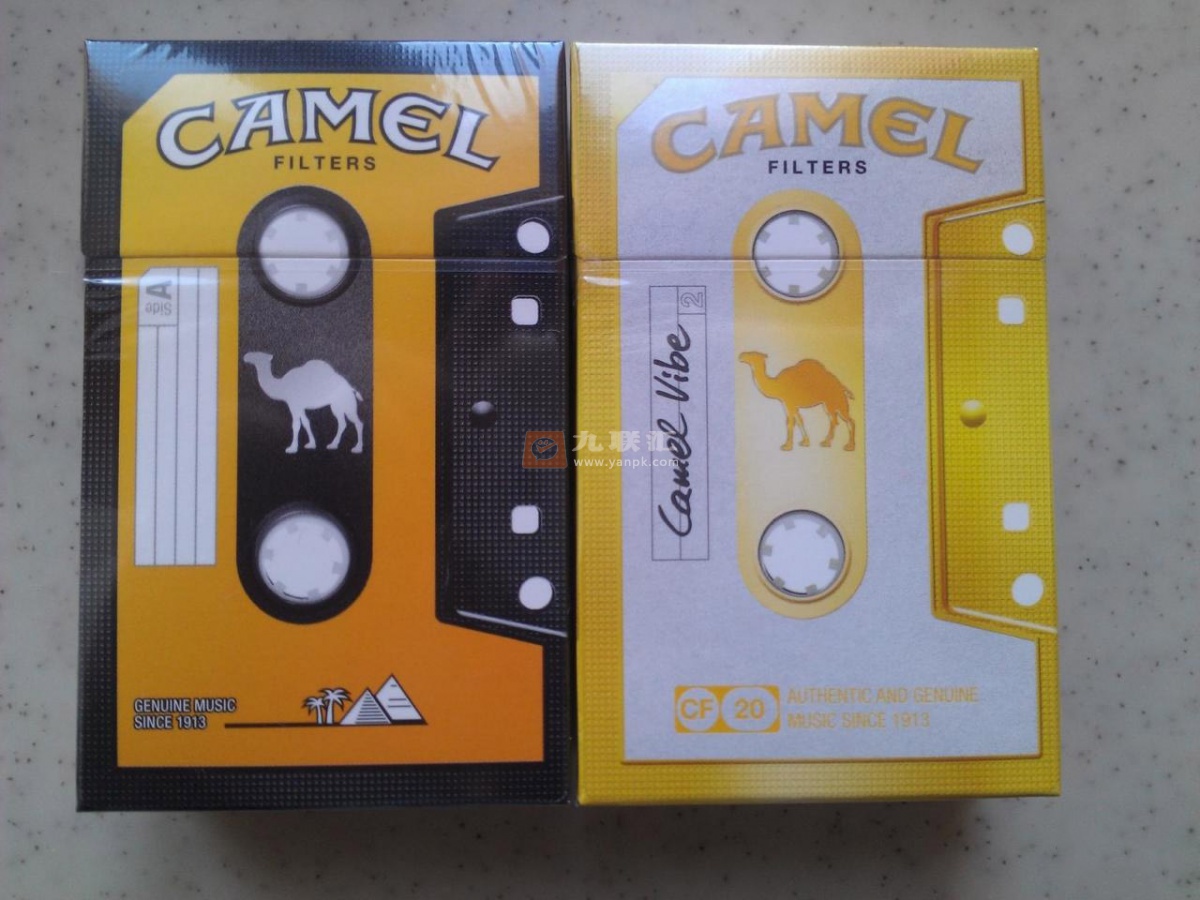 CAMEL
FILTERS
Side
A
GENUINE MUSIC
SINCE 1913
CAMEL
FILTERS
2
Camel Vibe
CF 20
AUTHENTIC AND GENUINE
MUSIC SINCE 1913
九联汇
www.yanpk.com